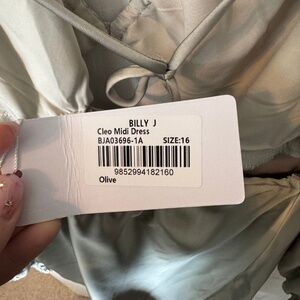 BILLY J
Cleo Midi Dress
BJA03696-1A SIZE:16
9852994182160
Olive